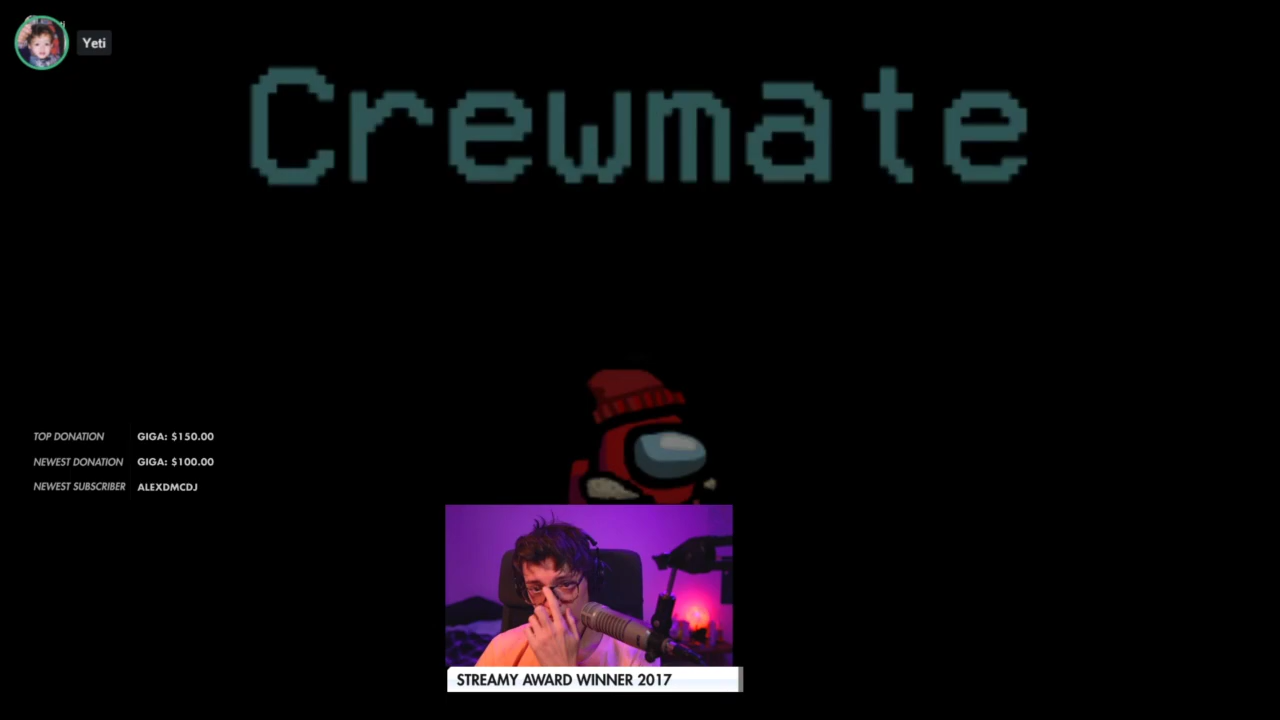 Yeti
Crewmate
TOP DONATION GIGA: $150.00
NEWEST DONATION GIGA: $100.00
NEWEST SUBSCRIBER ALEXDMCDJ
STREAMY AWARD WINNER 2017